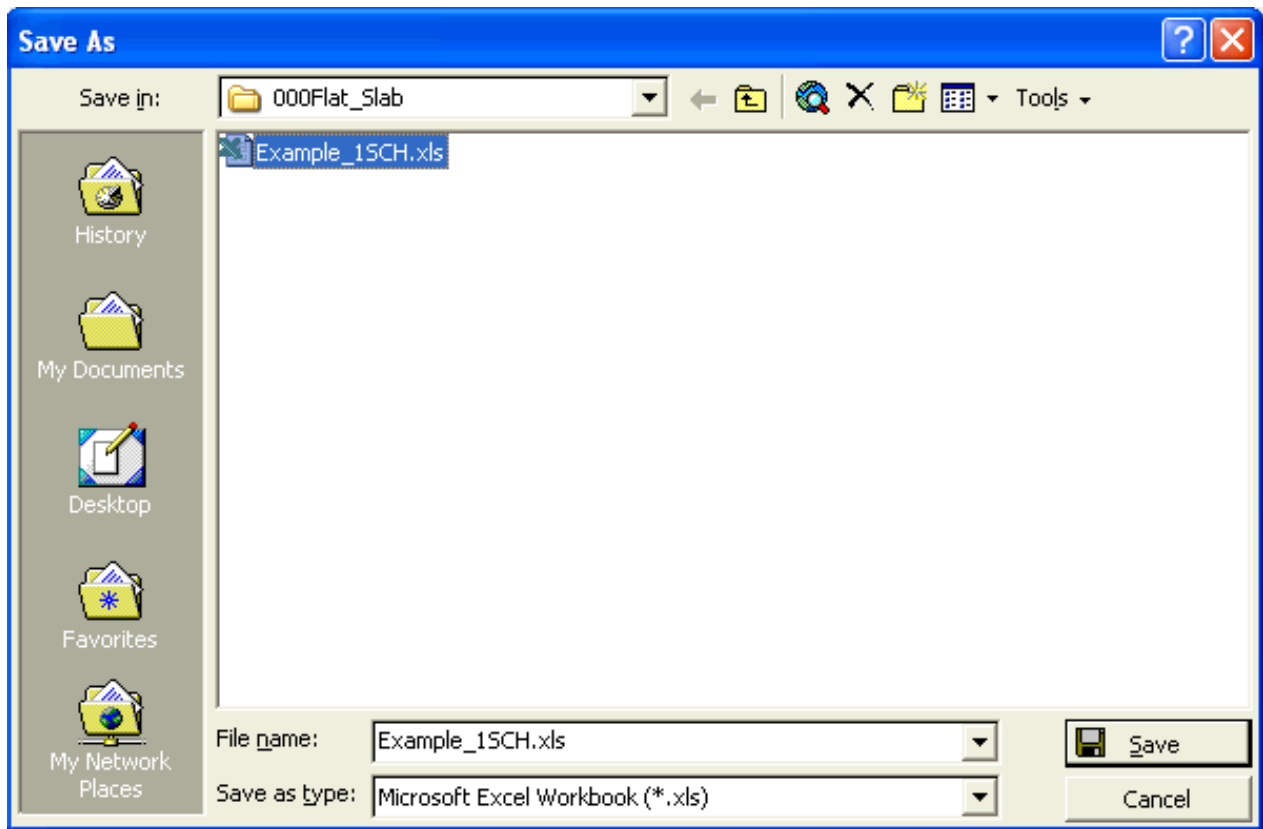 Save As
Save in: 000Flat_Slab Tools
Example_1SCH.xls
History
My Documents
Desktop
Favorites
My Network
Places
File name: Example_1SCH.xls Save
Save as type: Microsoft Excel Workbook (*.xls) Cancel